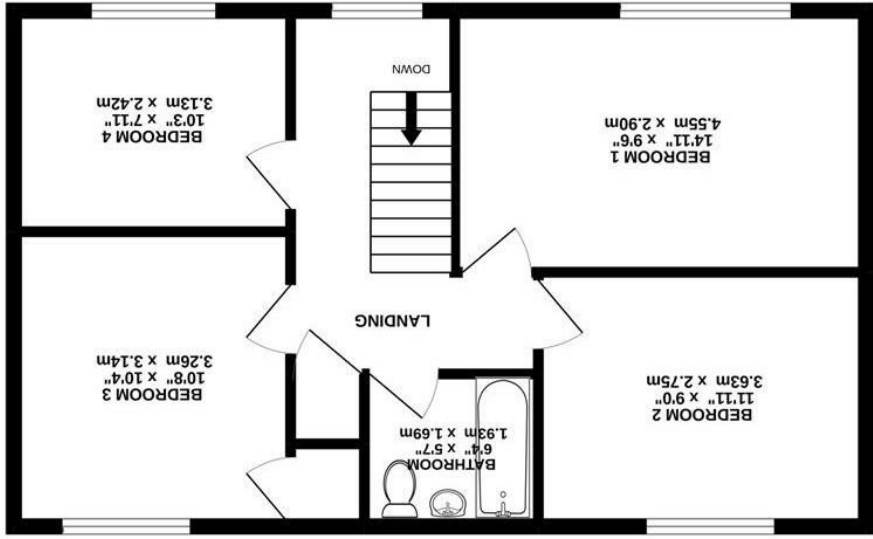 BEDROOM 2
11'11" x 9'0"
3.63m x 2.75m
BATHROOM
6'4" x 5'7"
1.93m x 1.69m
BEDROOM 3
10'8" x 10'4"
3.26m x 3.14m
LANDING
BEDROOM 1
14'11" x 9'6"
4.55m x 2.90m
BEDROOM 4
10'3" x 7'11"
3.13m x 2.42m
DOWN